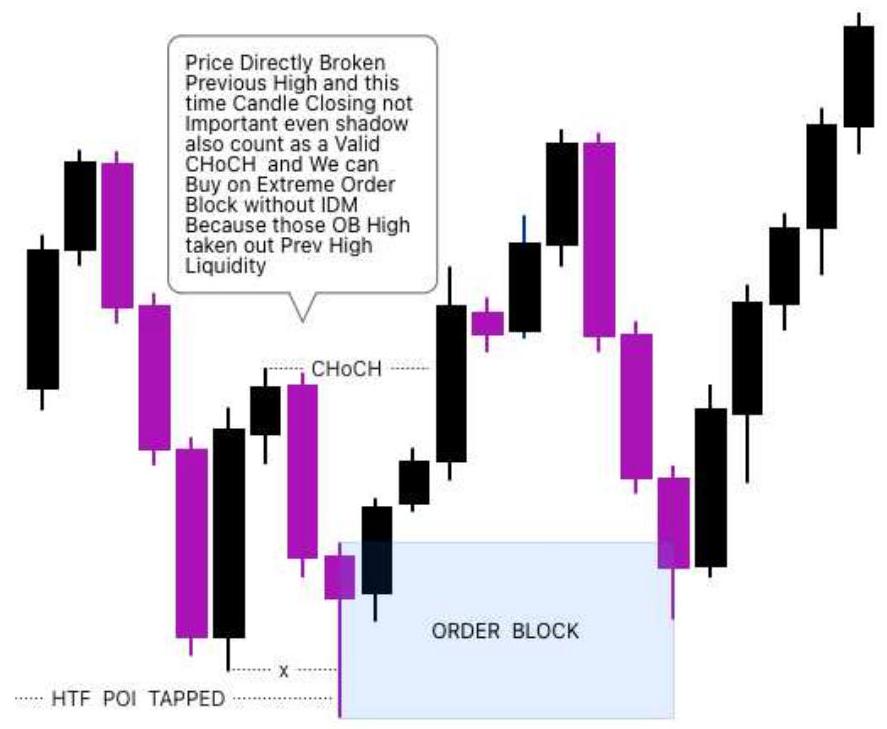 Price Directly Broken
Previous High and this
time Candle Closing not
Important even shadow
also count as a Valid
CHoCH and We can
Buy on Extreme Order
Block without IDM
Because those OB High
taken out Prev High
Liquidity
CHoCH
ORDER BLOCK
x
HTF POI TAPPED